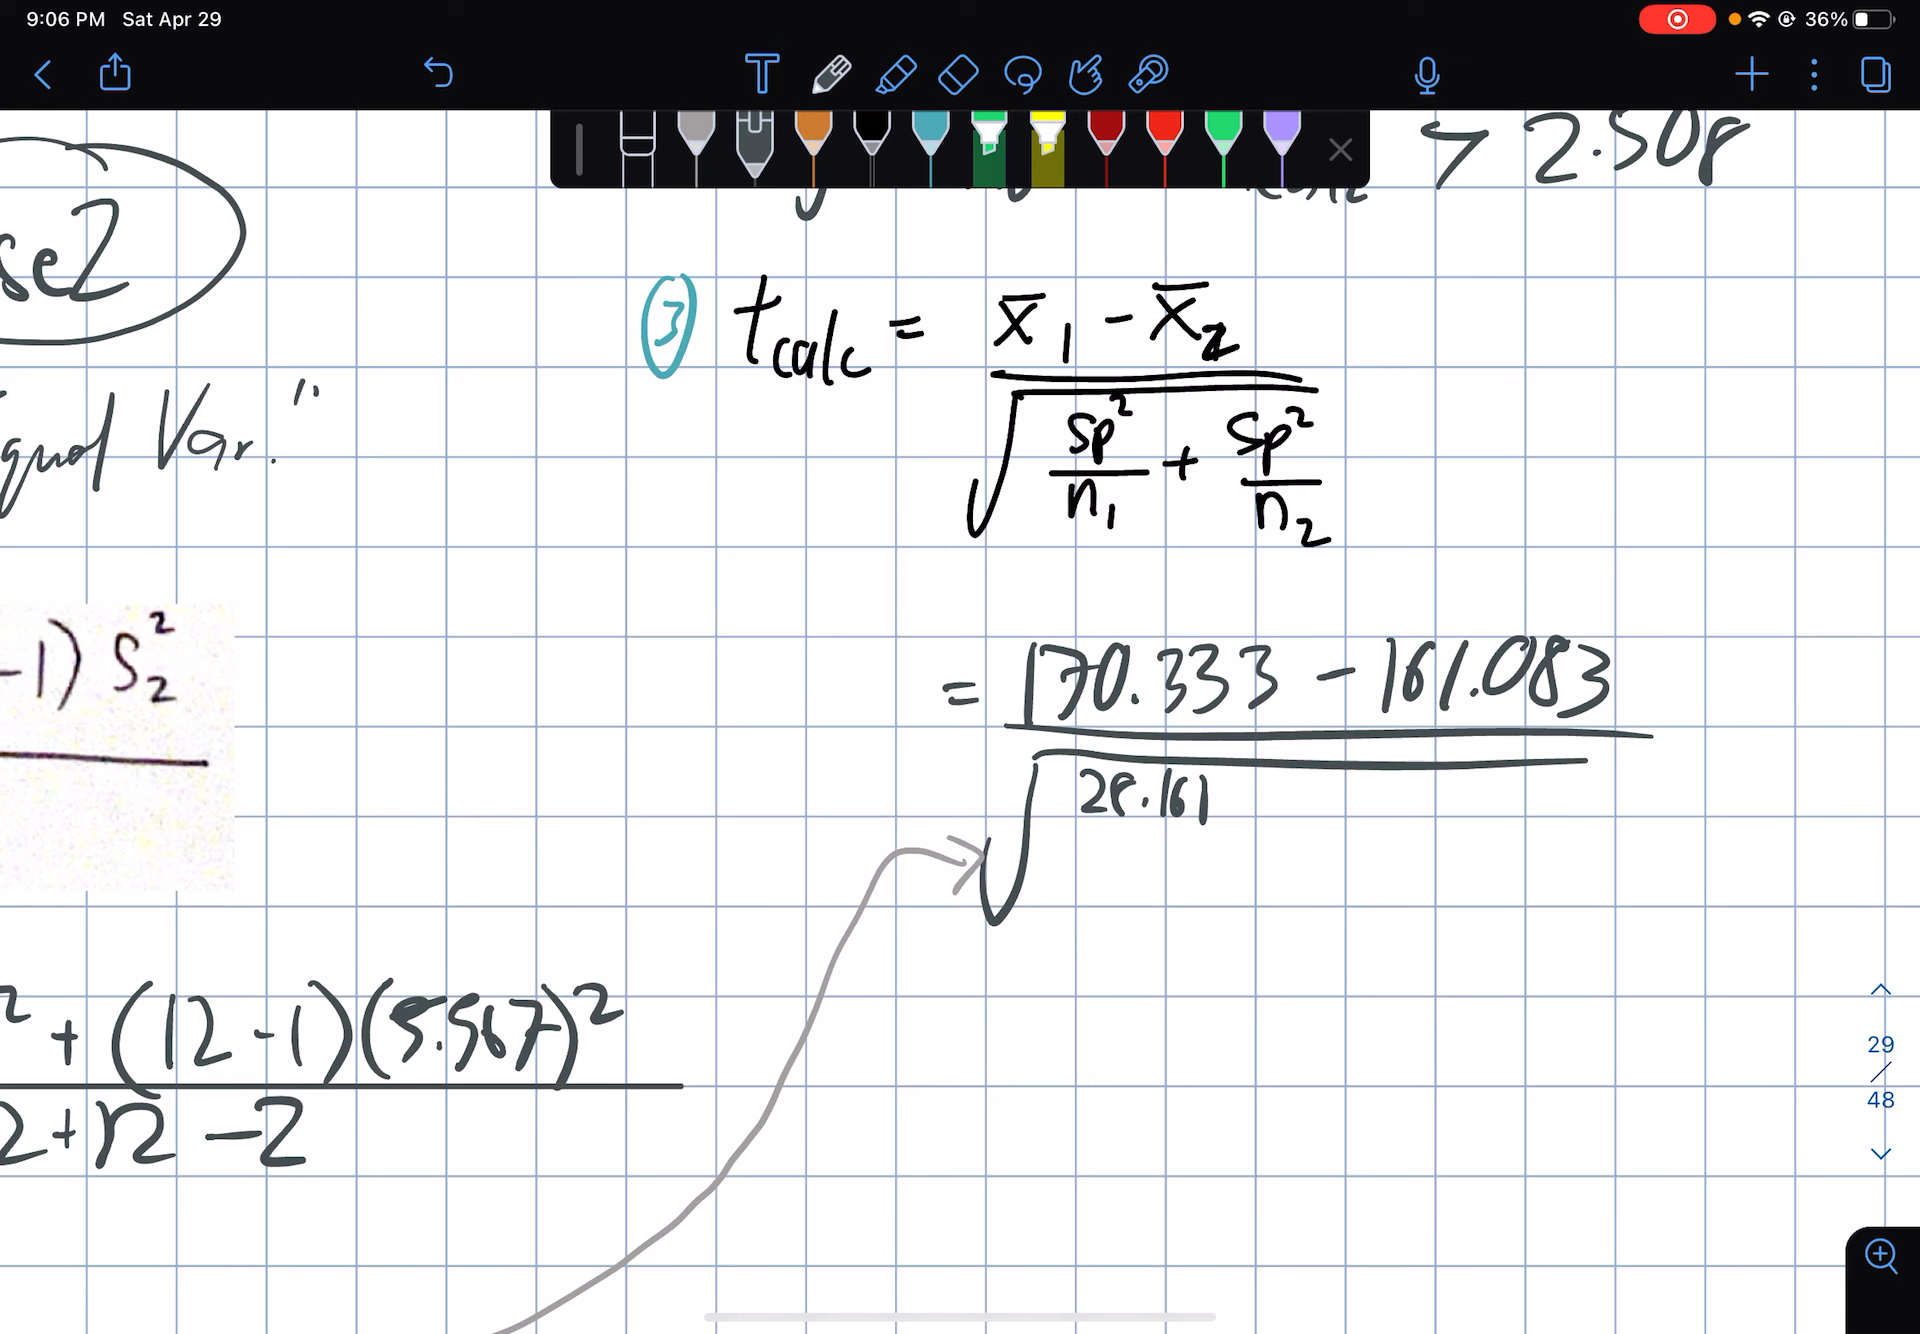 9:06 PM Sat Apr 29
36%
> 2.508
se2
③ tcalc = x̄₁ - x̄₂
√ sp²/n₁ + sp²/n₂
qual Var."
-1) S₂²
= 170.333 - 161.083
√ 28.161
² + (12-1)(5.567)²
2+12-2
29
/
48